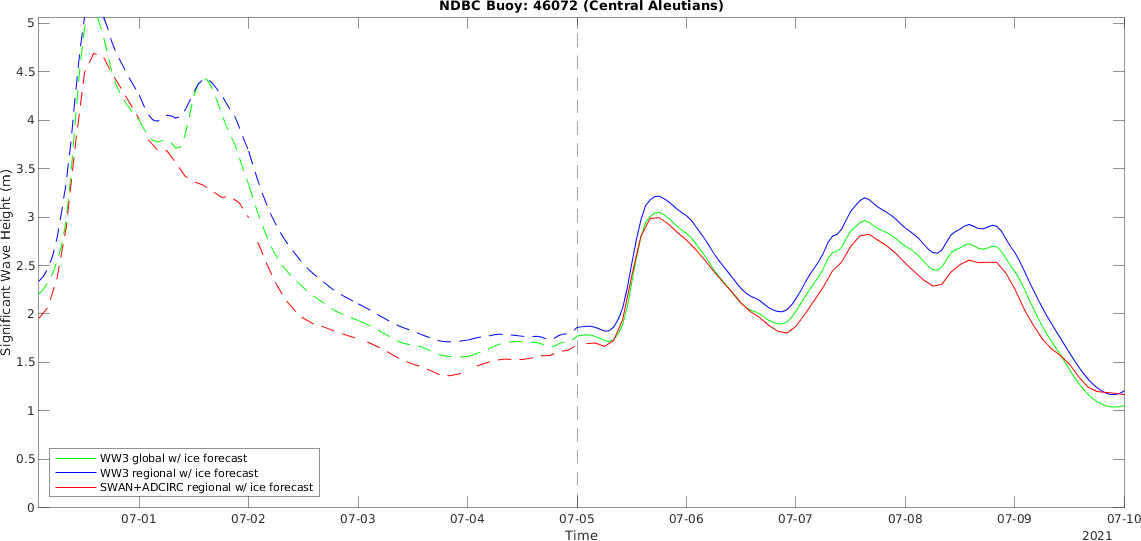 NDBC Buoy: 46072 (Central Aleutians)
5
4.5
4
3.5
3
2.5
2
1.5
1
0.5
0
Significant Wave Height (m)
WW3 global w/ ice forecast
WW3 regional w/ ice forecast
SWAN+ADCIRC regional w/ ice forecast
07-01 07-02 07-03 07-04 07-05 07-06 07-07 07-08 07-09 07-10
Time
2021